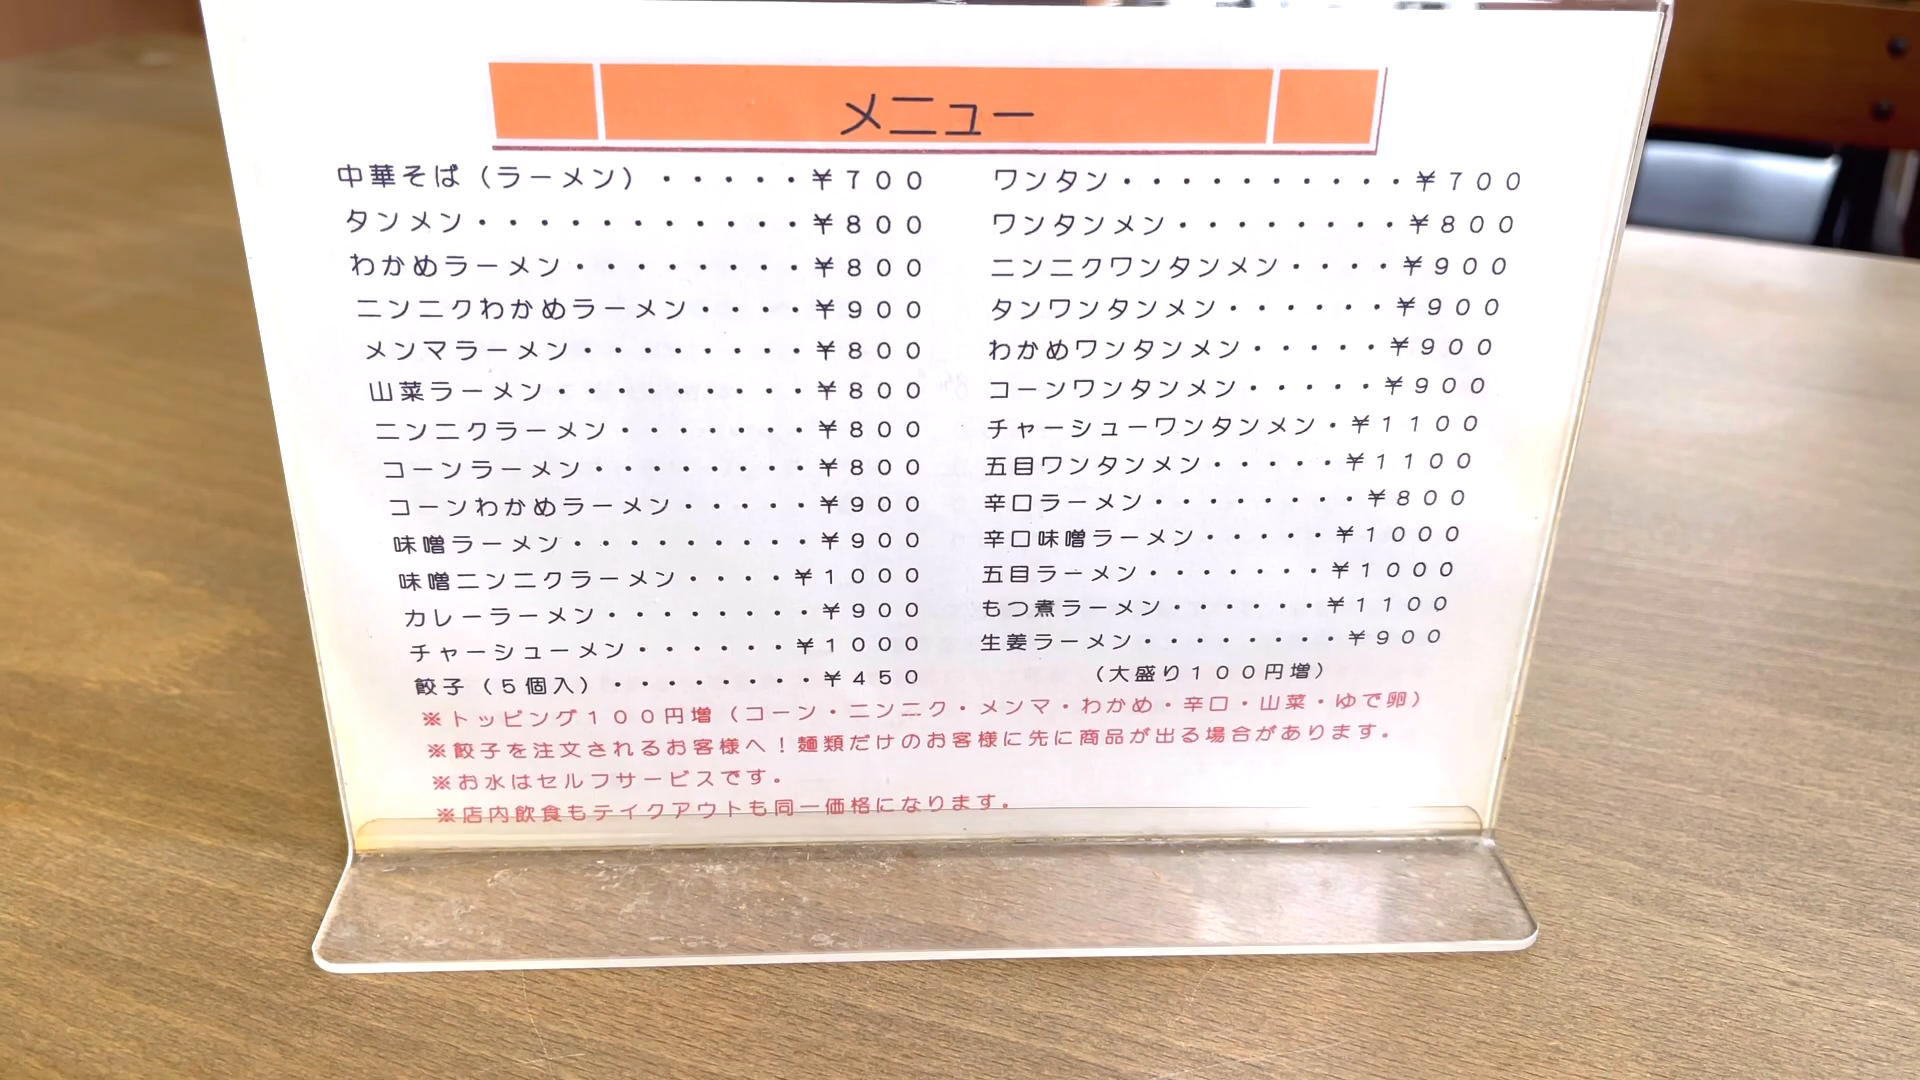 メニュー
中華そば（ラーメン）・・・・・￥７００
タンメン・・・・・・・・・・・・￥８００
わかめラーメン・・・・・・・・￥８００
ニンニクわかめラーメン・・・・￥９００
メンマラーメン・・・・・・・・￥８００
山菜ラーメン・・・・・・・・・￥８００
ニンニクラーメン・・・・・・・￥８００
コーンラーメン・・・・・・・・￥８００
コーンわかめラーメン・・・・・￥９００
味噌ラーメン・・・・・・・・・￥９００
味噌ニンニクラーメン・・・・￥１０００
カレーラーメン・・・・・・・・￥９００
チャーシューメン・・・・・・￥１０００
餃子（５個入）・・・・・・・・￥４５０
ワンタン・・・・・・・・・・・￥７００
ワンタンメン・・・・・・・・￥８００
ニンニクワンタンメン・・・・￥９００
タンワンタンメン・・・・・・￥９００
わかめワンタンメン・・・・・￥９００
コーンワンタンメン・・・・・￥９００
チャーシューワンタンメン・￥１１００
五目ワンタンメン・・・・・￥１１００
辛口ラーメン・・・・・・・・￥８００
辛口味噌ラーメン・・・・・￥１０００
五目ラーメン・・・・・・・￥１０００
もつ煮ラーメン・・・・・・￥１１００
生姜ラーメン・・・・・・・・￥９００
（大盛り１００円増）
※トッピング１００円増（コーン・ニンニク・メンマ・わかめ・辛口・山菜・ゆで卵）
※餃子を注文されるお客様へ！麺類だけのお客様に先に商品が出る場合があります。
※お水はセルフサービスです。
※店内飲食もテイクアウトも同一価格になります。